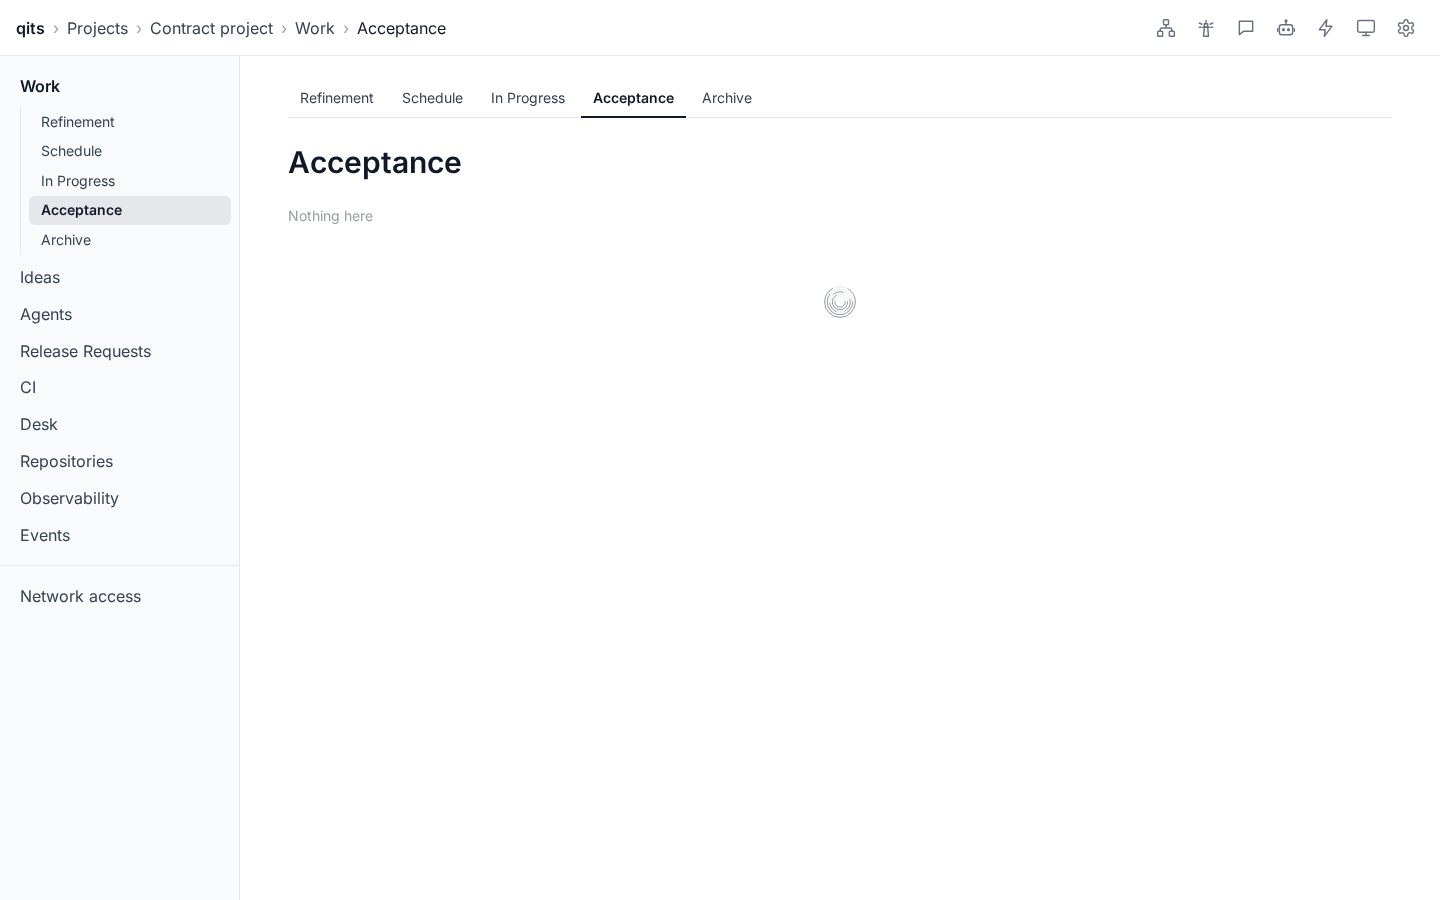 qits › Projects › Contract project › Work › Acceptance
Work
Refinement
Schedule
In Progress
Acceptance
Archive
Ideas
Agents
Release Requests
CI
Desk
Repositories
Observability
Events
Network access
Refinement Schedule In Progress Acceptance Archive
Acceptance
Nothing here